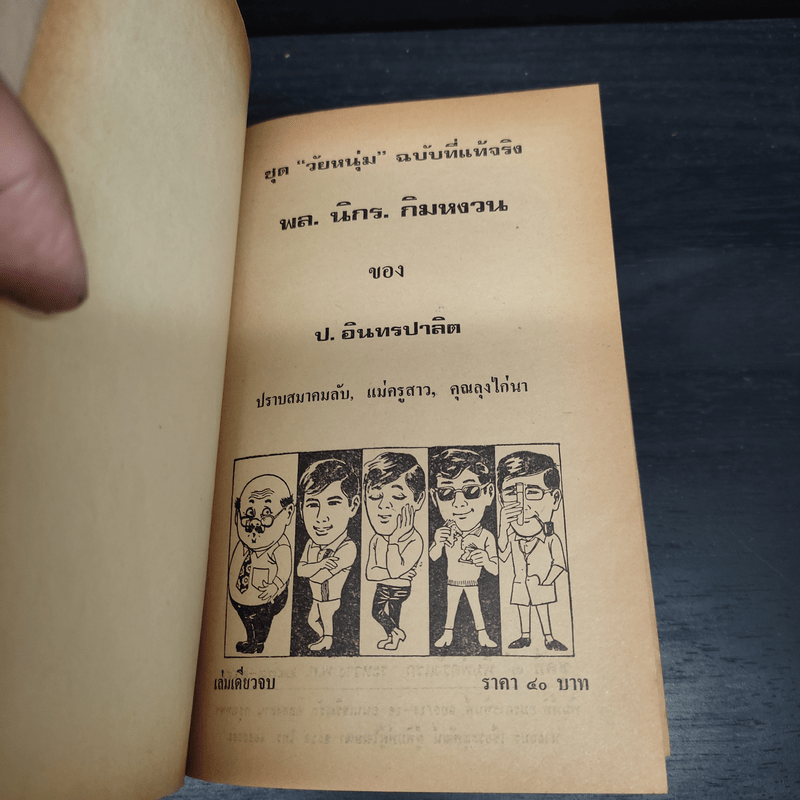 ชุด “วัยหนุ่ม” ฉบับที่แท้จริง
พล. นิกร. กิมหงวน
ของ
ป. อินทรปาลิต
ปราบสมาคมลับ, แม่ครูสาว, คุณลุงไก่นา
เล่มเดียวจบ ราคา ๔๐ บาท